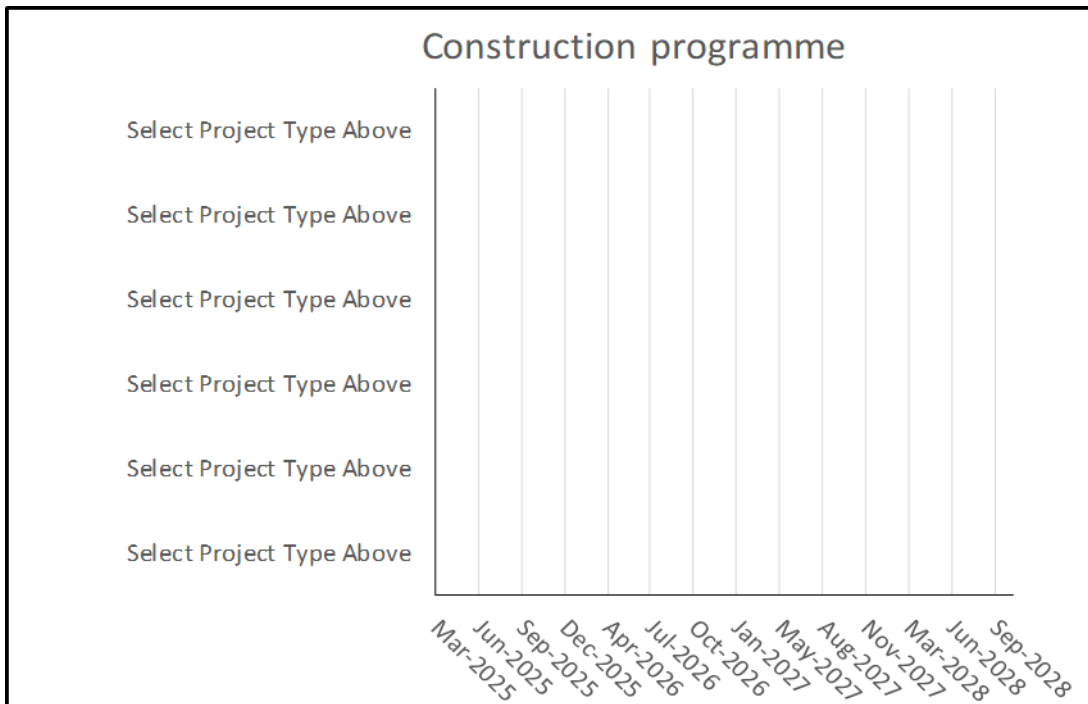 Construction programme
Select Project Type Above
Select Project Type Above
Select Project Type Above
Select Project Type Above
Select Project Type Above
Select Project Type Above
Mar-2025
Jun-2025
Sep-2025
Dec-2025
Apr-2026
Jul-2026
Oct-2026
Jan-2027
May-2027
Aug-2027
Nov-2027
Mar-2028
Jun-2028
Sep-2028